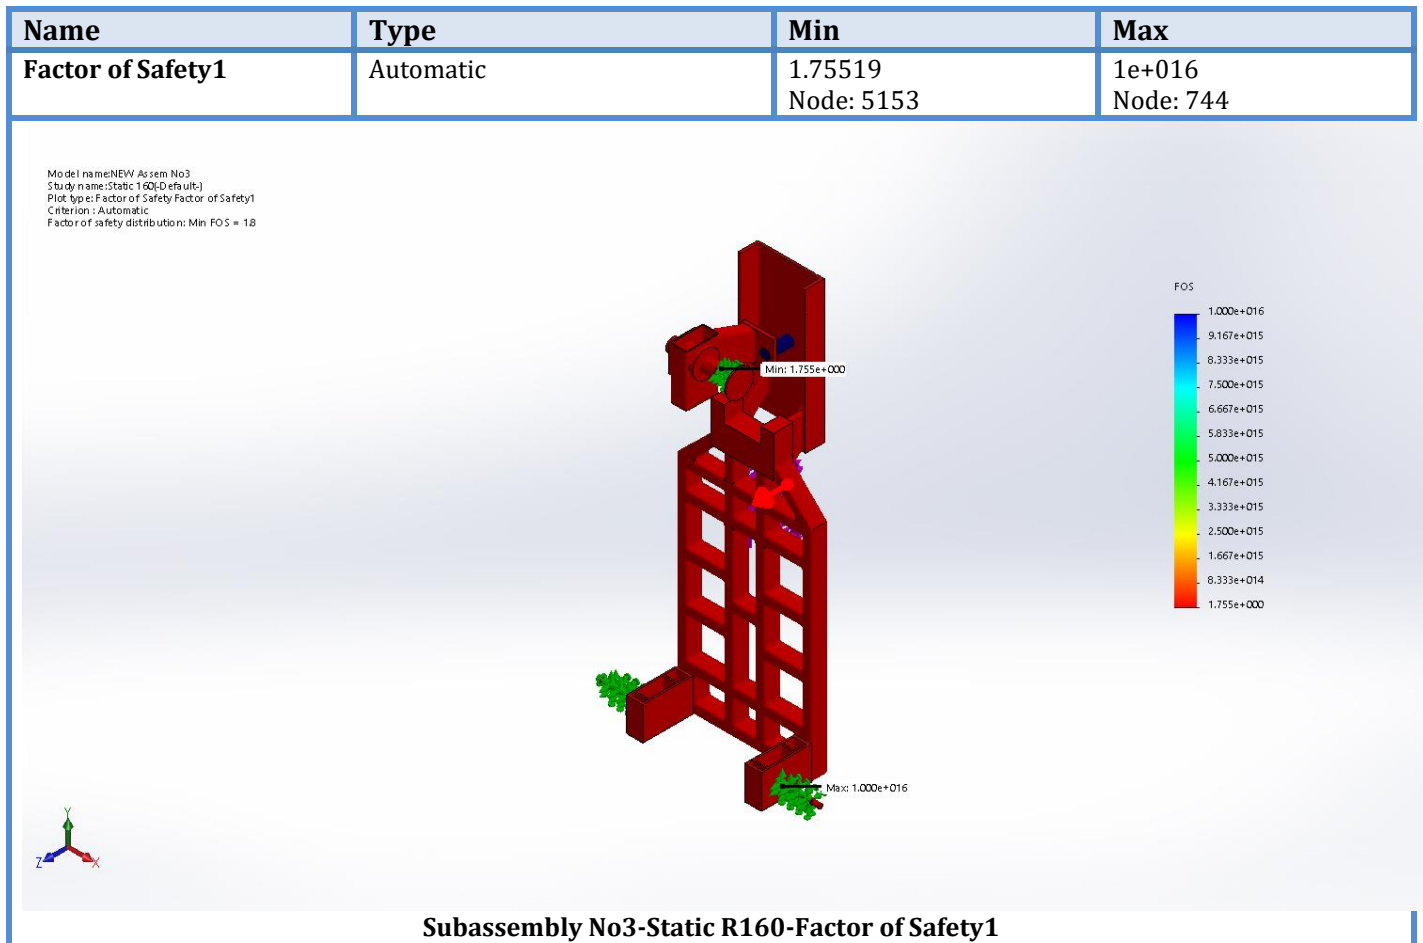 Name Type Min Max
Factor of Safety1 Automatic 1.75519 1e+016
Node: 5153 Node: 744
Model name:NEW Assem No3
Study name:Static 160(-Default-)
Plot type: Factor of Safety Factor of Safety1
Criterion : Automatic
Factor of safety distribution: Min FOS = 1.8
FOS
1.000e+016
9.167e+015
8.333e+015
7.500e+015
6.667e+015
5.833e+015
5.000e+015
4.167e+015
3.333e+015
2.500e+015
1.667e+015
8.333e+014
1.755e+000
Min: 1.755e+000
Max: 1.000e+016
Y
Z
X
Subassembly No3-Static R160-Factor of Safety1